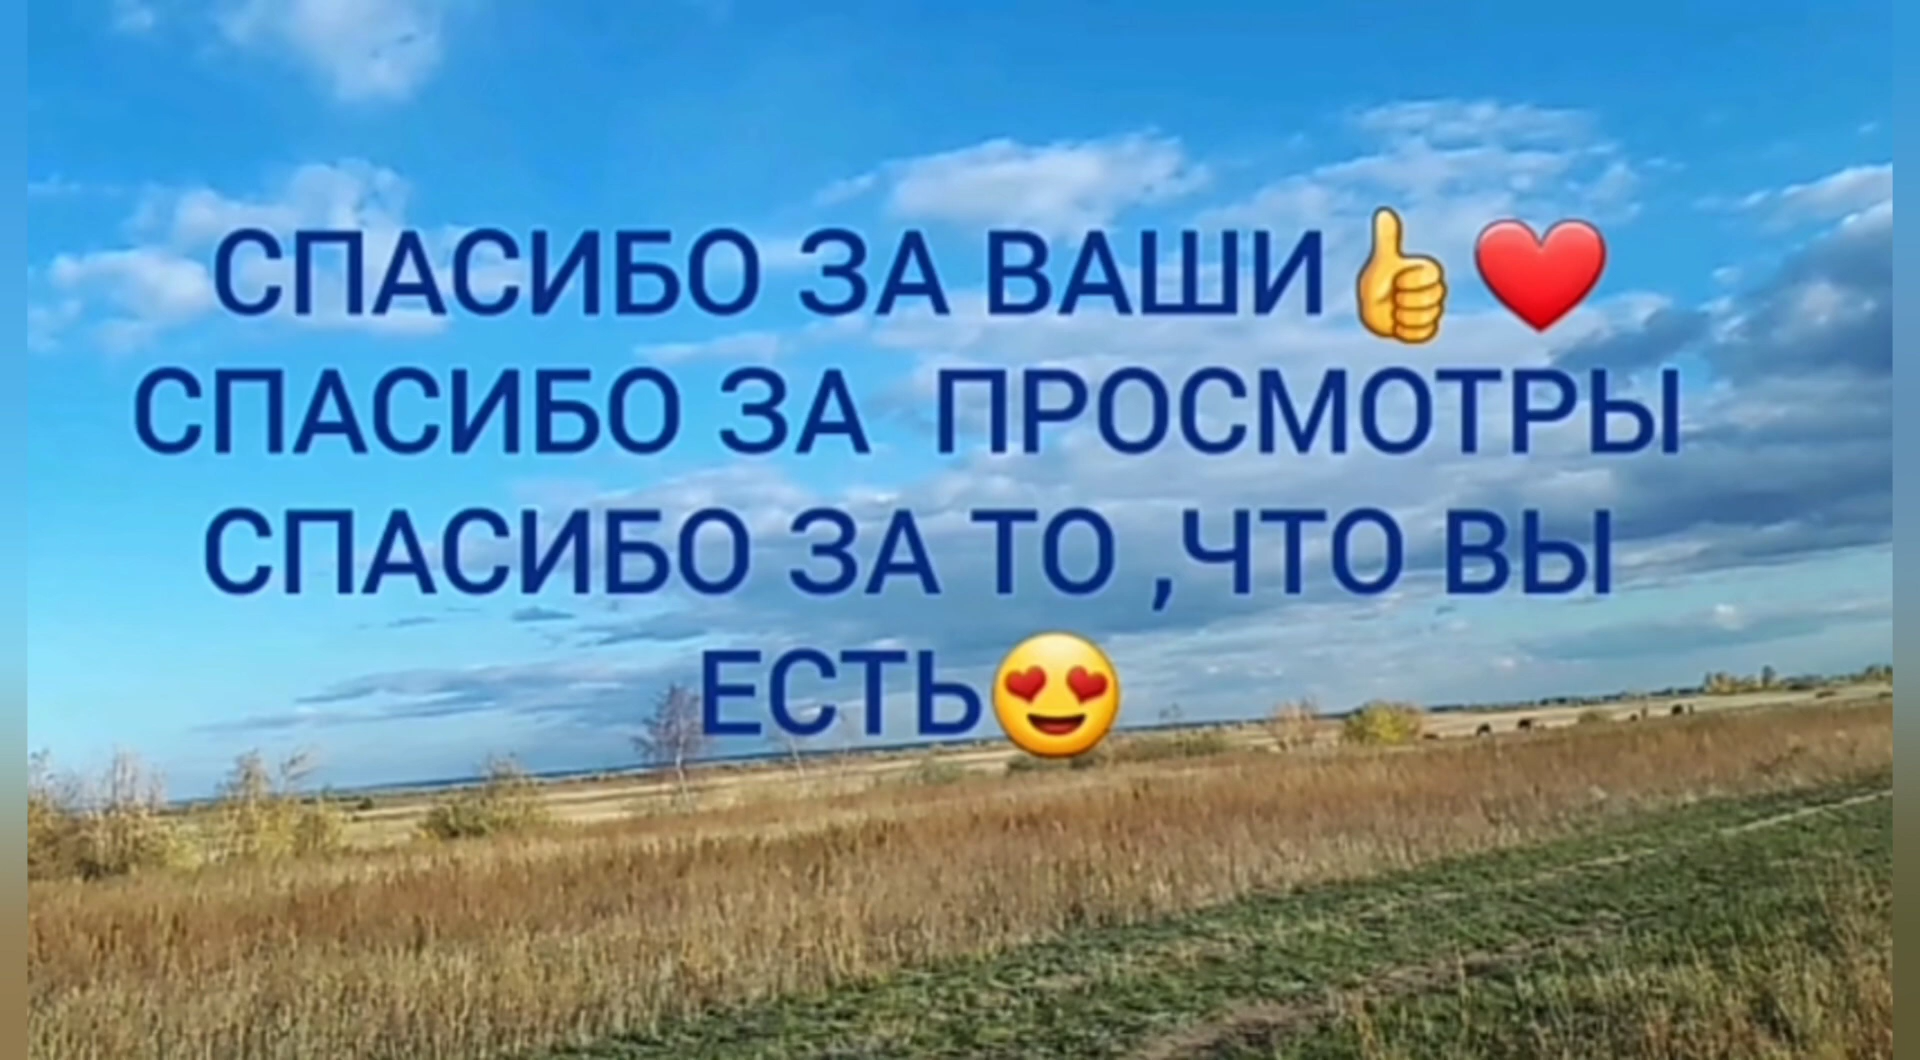 СПАСИБО ЗА ВАШИ👍❤️
СПАСИБО ЗА ПРОСМОТРЫ
СПАСИБО ЗА ТО ,ЧТО ВЫ
ЕСТЬ😍